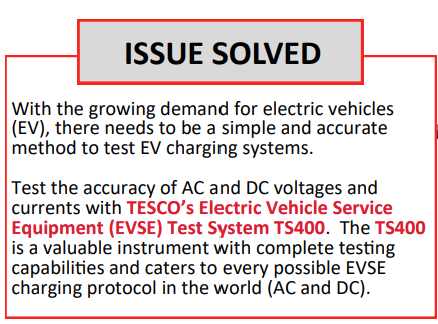 ISSUE SOLVED
With the growing demand for electric vehicles
(EV), there needs to be a simple and accurate
method to test EV charging systems.
Test the accuracy of AC and DC voltages and
currents with TESCO's Electric Vehicle Service
Equipment (EVSE) Test System TS400.  The TS400
is a valuable instrument with complete testing
capabilities and caters to every possible EVSE
charging protocol in the world (AC and DC).